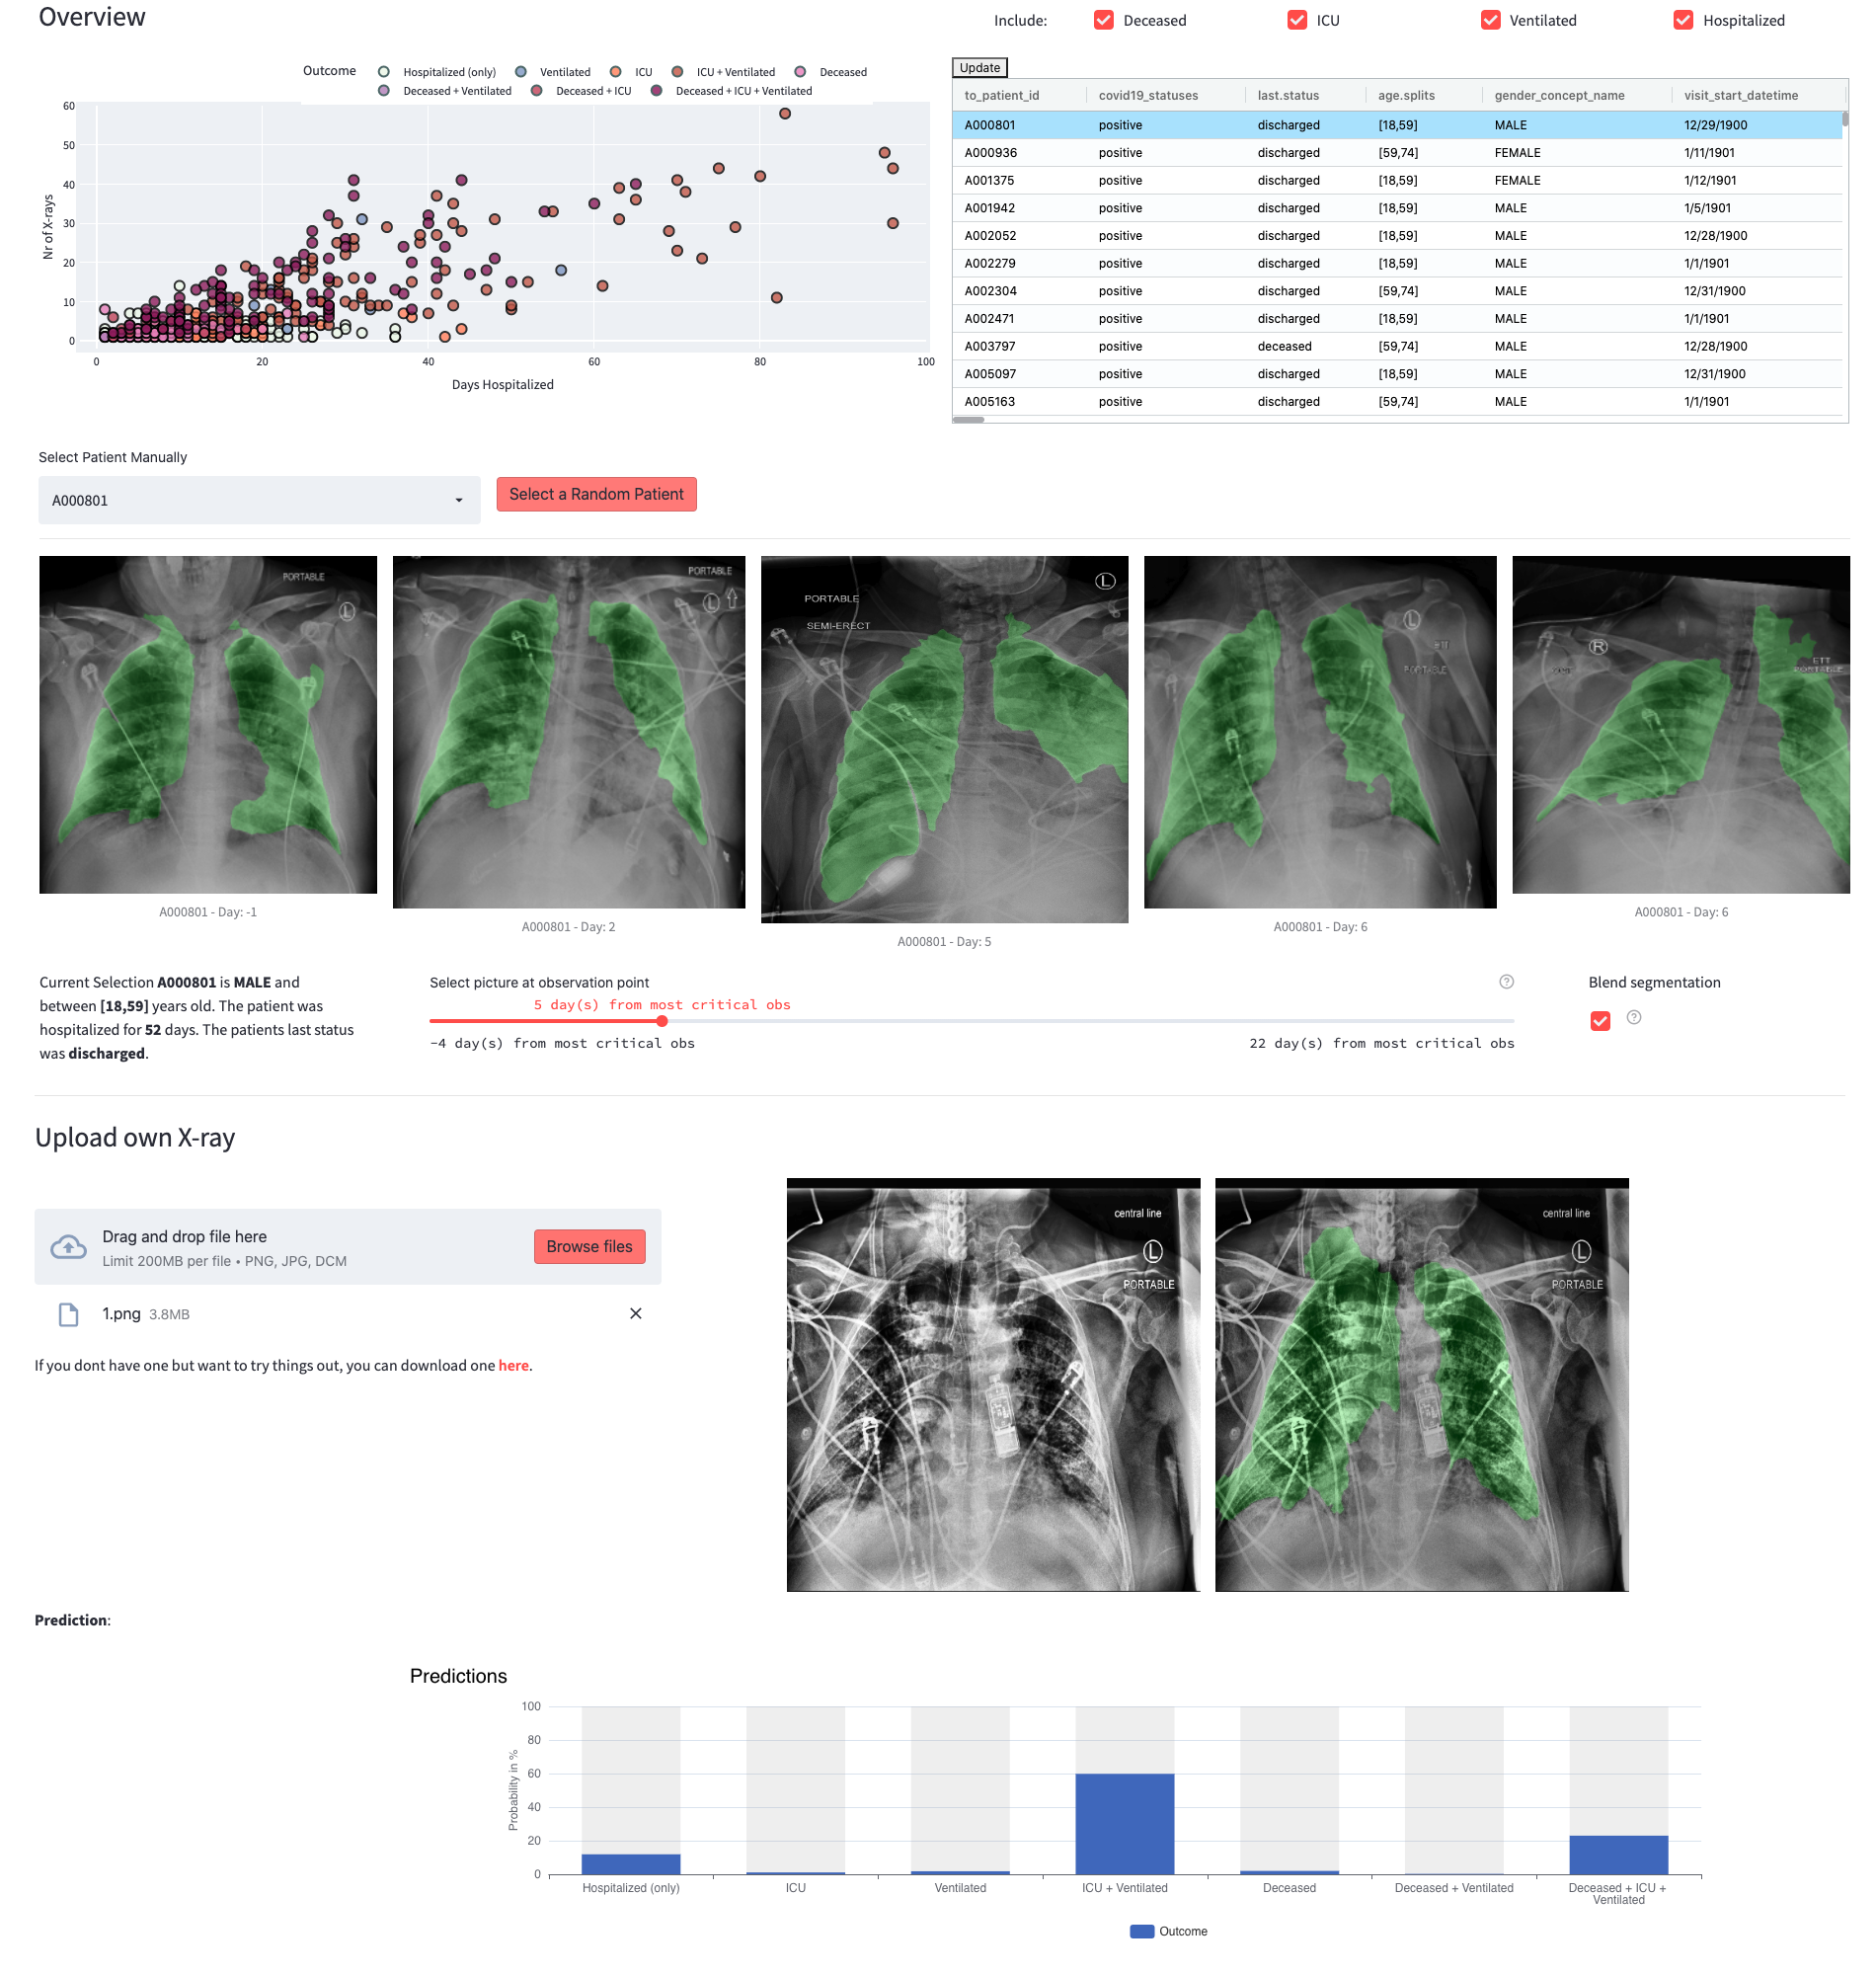 Overview
Include: Deceased ICU Ventilated Hospitalized
Outcome Hospitalized (only) Ventilated ICU ICU + Ventilated Deceased
Deceased + Ventilated Deceased + ICU Deceased + ICU + Ventilated
60
50
40
30
20
10
0
Nr of X-rays
0 20 40 60 80 100
Days Hospitalized
Update
to_patient_id covid19_statuses last.status age.splits gender_concept_name visit_start_datetime
A000801 positive discharged [18,59] MALE 12/29/1900
A000936 positive discharged [59,74] FEMALE 1/11/1901
A001375 positive discharged [18,59] FEMALE 1/12/1901
A001942 positive discharged [18,59] MALE 1/5/1901
A002052 positive discharged [18,59] MALE 12/28/1900
A002279 positive discharged [18,59] MALE 1/1/1901
A002304 positive discharged [59,74] MALE 12/31/1900
A002471 positive discharged [18,59] MALE 1/1/1901
A003797 positive deceased [59,74] MALE 12/28/1900
A005097 positive discharged [18,59] MALE 12/31/1900
A005163 positive discharged [59,74] MALE 1/1/1901
Select Patient Manually
A000801
Select a Random Patient
PORTABLE
L
A000801 - Day: -1
PORTABLE
L
A000801 - Day: 2
L
PORTABLE
SEMI-ERECT
A000801 - Day: 5
L
ETT
PORTABLE
A000801 - Day: 6
R
ETT
PORTABLE
A000801 - Day: 6
Current Selection A000801 is MALE and
between [18,59] years old. The patient was
hospitalized for 52 days. The patients last status
was discharged.
Select picture at observation point
5 day(s) from most critical obs
-4 day(s) from most critical obs 22 day(s) from most critical obs
Blend segmentation
Upload own X-ray
Drag and drop file here
Limit 200MB per file • PNG, JPG, DCM
Browse files
1.png 3.8MB
If you dont have one but want to try things out, you can download one here.
central line
L
PORTABLE
central line
L
PORTABLE
Prediction:
Predictions
100
80
60
40
20
0
Probability in %
Hospitalized (only) ICU Ventilated ICU + Ventilated Deceased Deceased + Ventilated Deceased + ICU +
Ventilated
Outcome